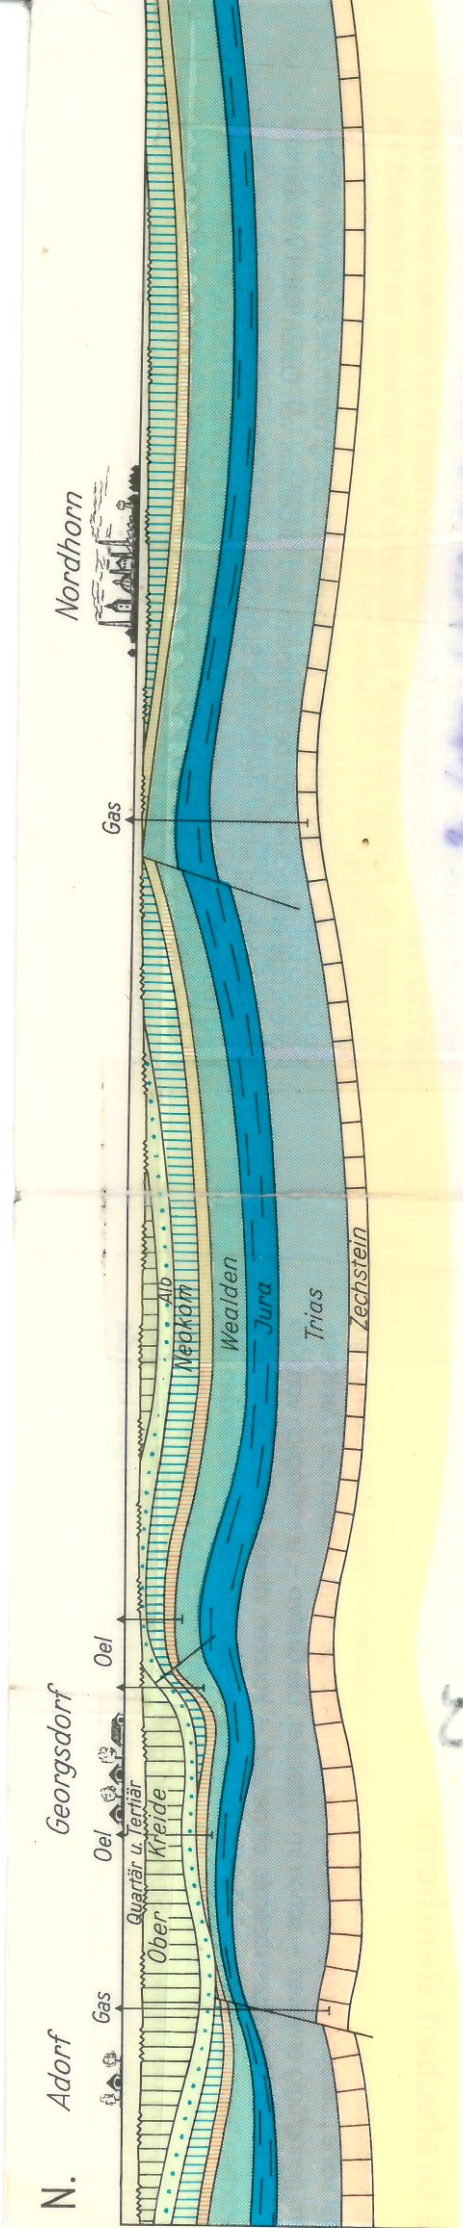 N.
Adorf
Georgsdorf
Nordhorn
Gas
Oel
Oel
Gas
Quartär u. Tertiär
Ober Kreide
Alb
Neokom
Wealden
Jura
Trias
Zechstein